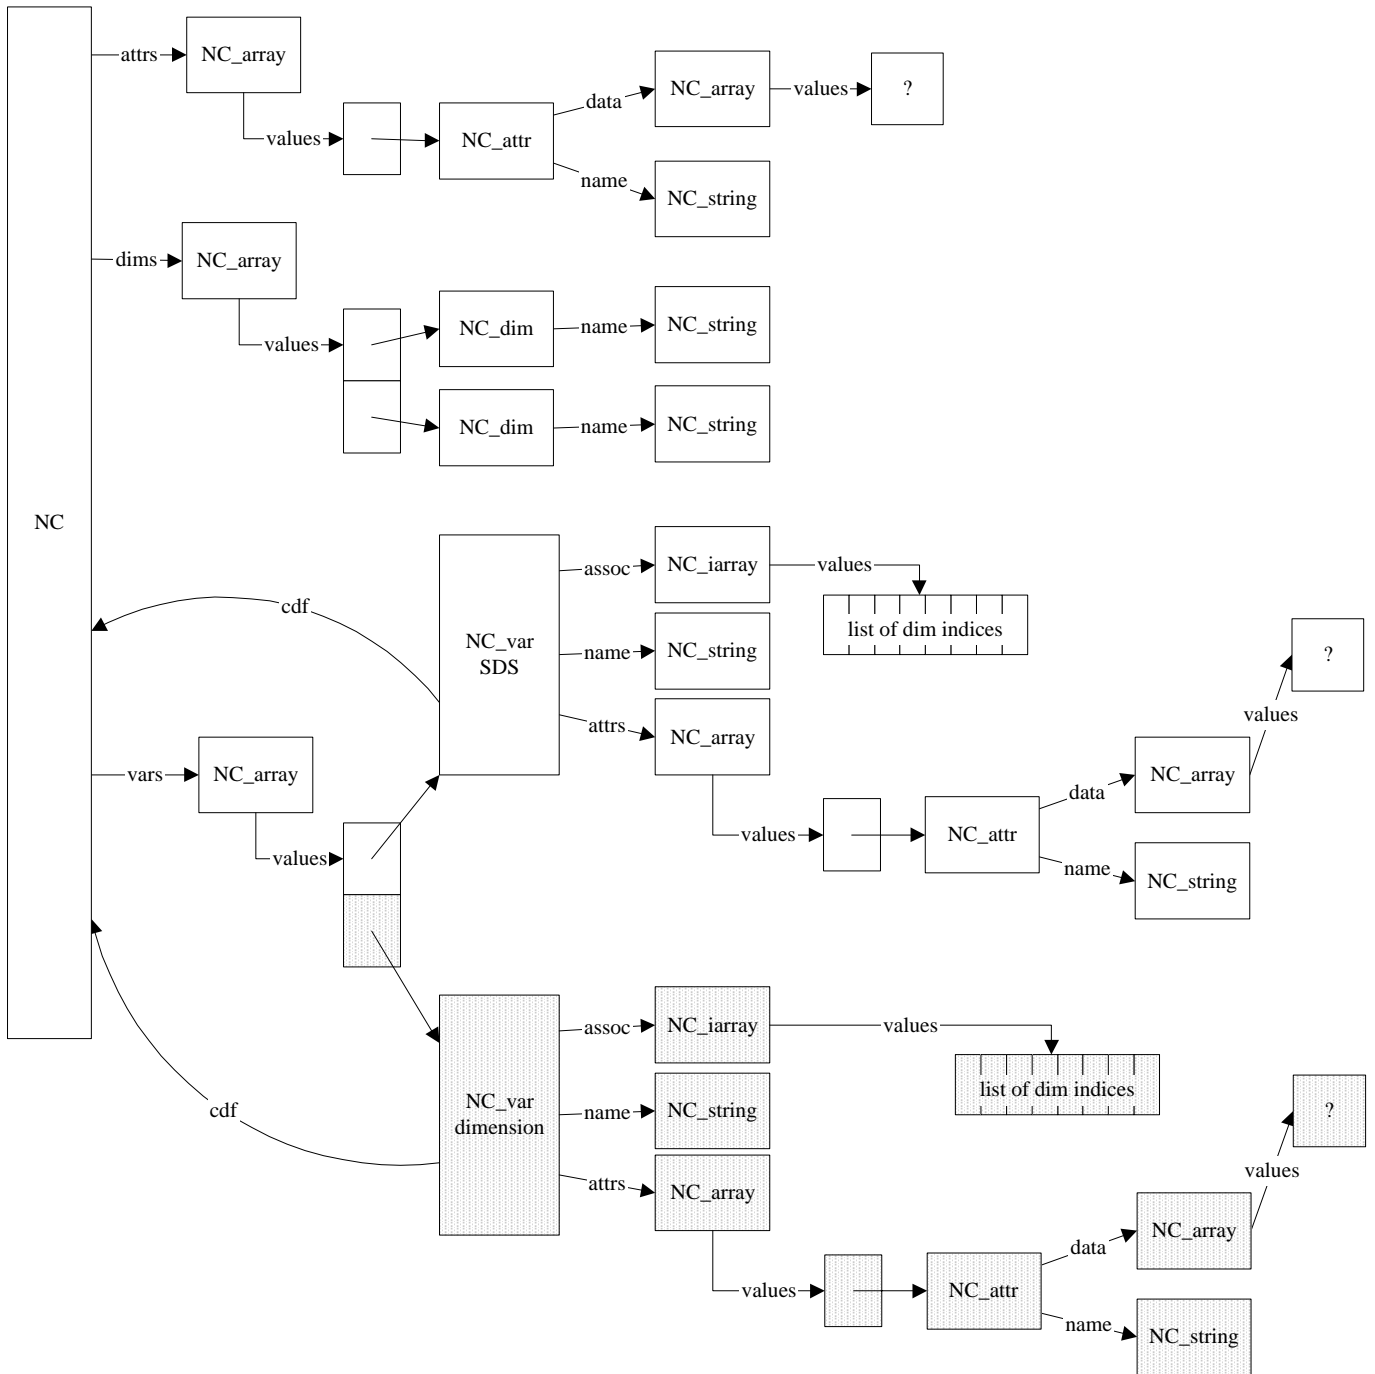 attrs
NC_array
values
NC_attr
data
NC_array
values
?
name
NC_string
dims
NC_array
values
NC_dim
name
NC_string
NC_dim
name
NC_string
NC
cdf
NC_var
SDS
assoc
NC_iarray
values
list of dim indices
name
NC_string
attrs
NC_array
values
NC_attr
data
NC_array
values
?
name
NC_string
vars
NC_array
values
cdf
NC_var
dimension
assoc
NC_iarray
values
list of dim indices
name
NC_string
attrs
NC_array
values
NC_attr
data
NC_array
values
?
name
NC_string